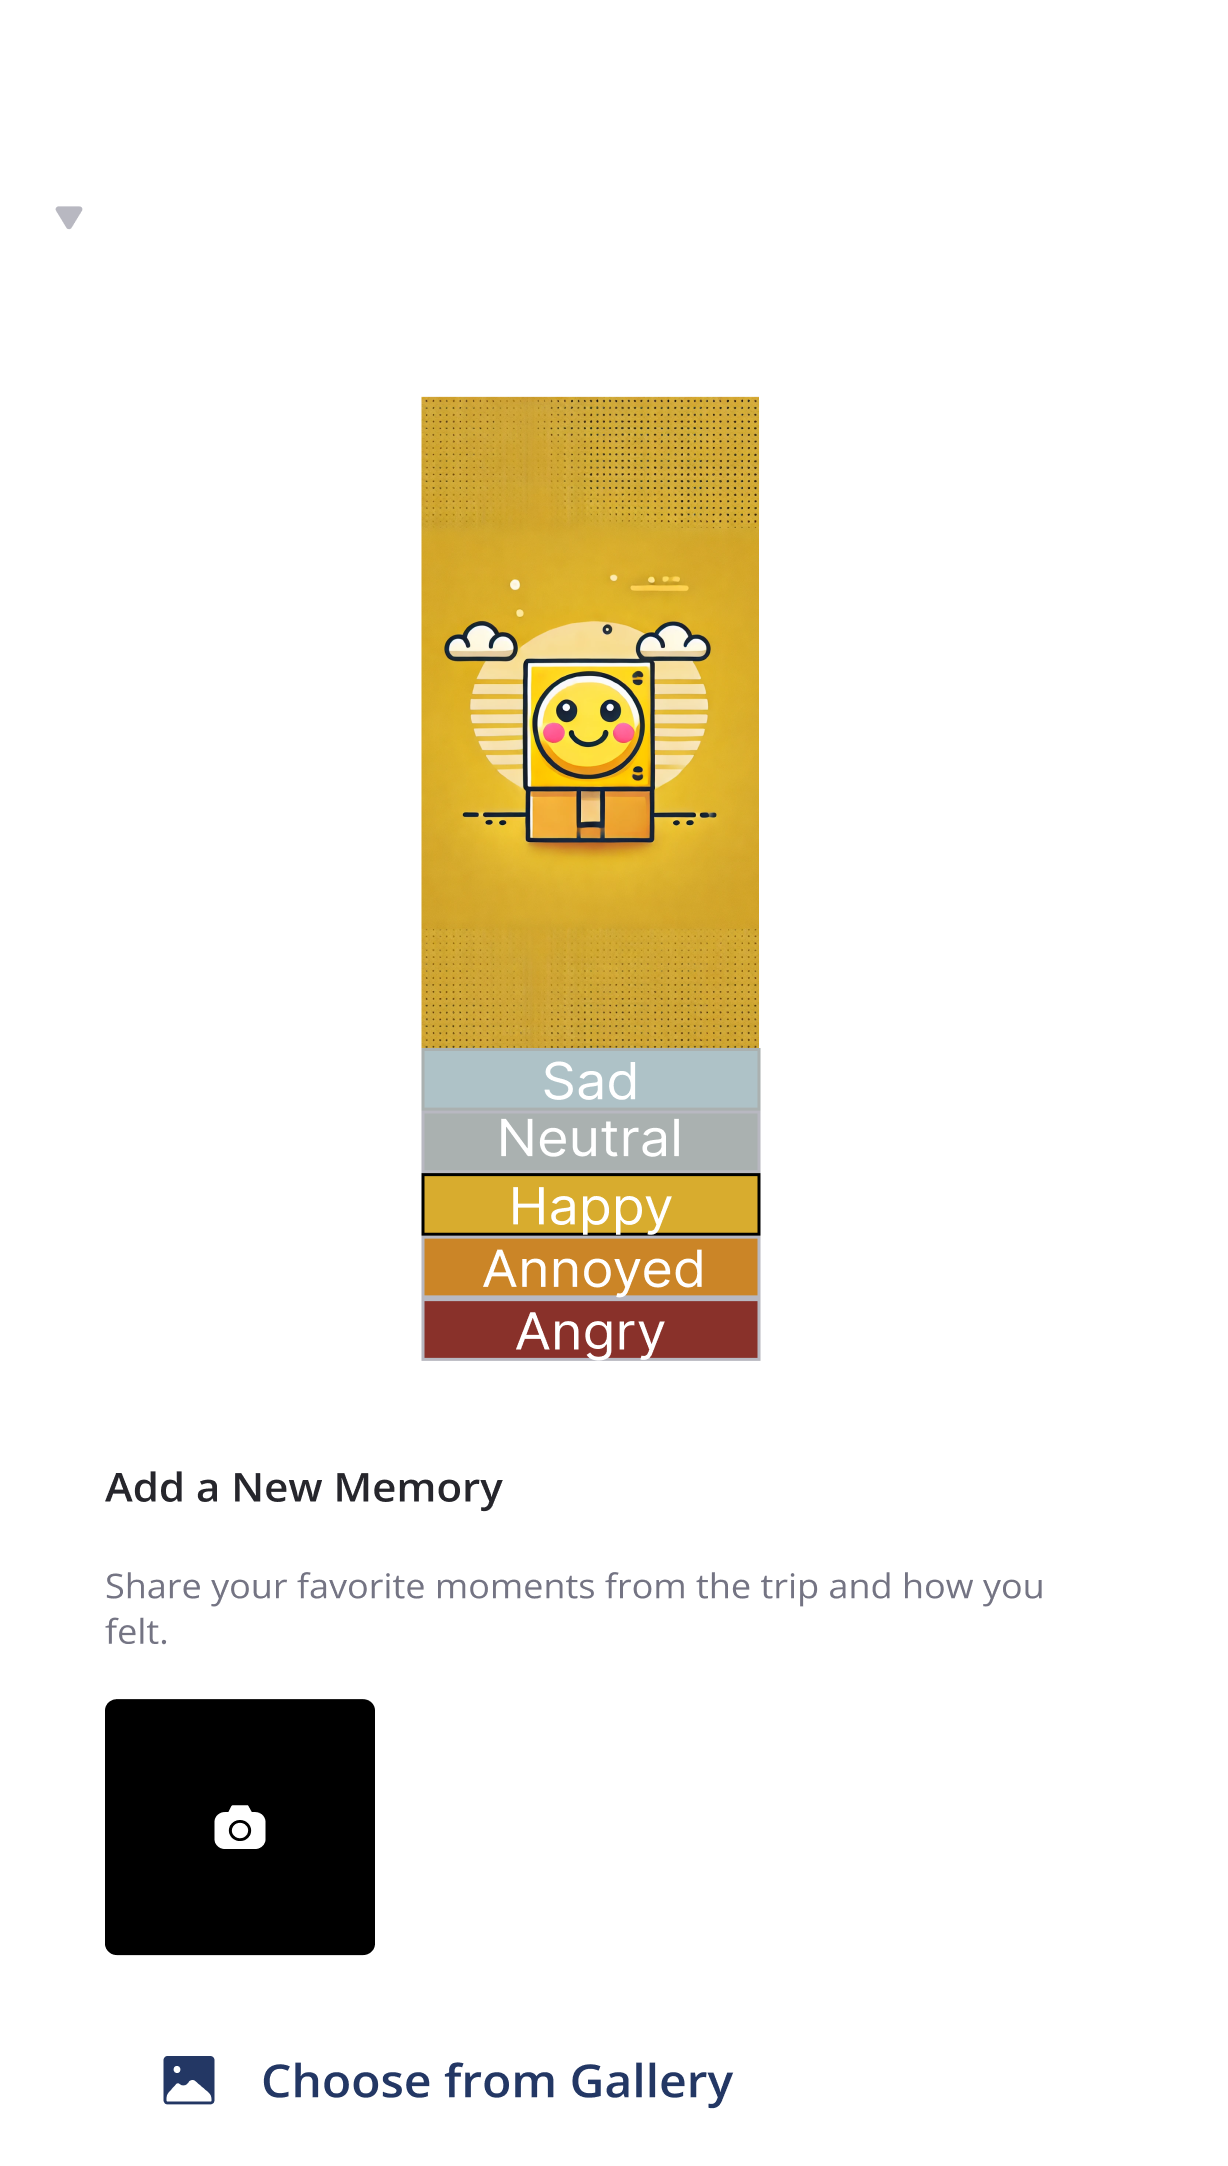 Sad
Neutral
Happy
Annoyed
Angry
Add a New Memory
Share your favorite moments from the trip and how you
felt.
Choose from Gallery